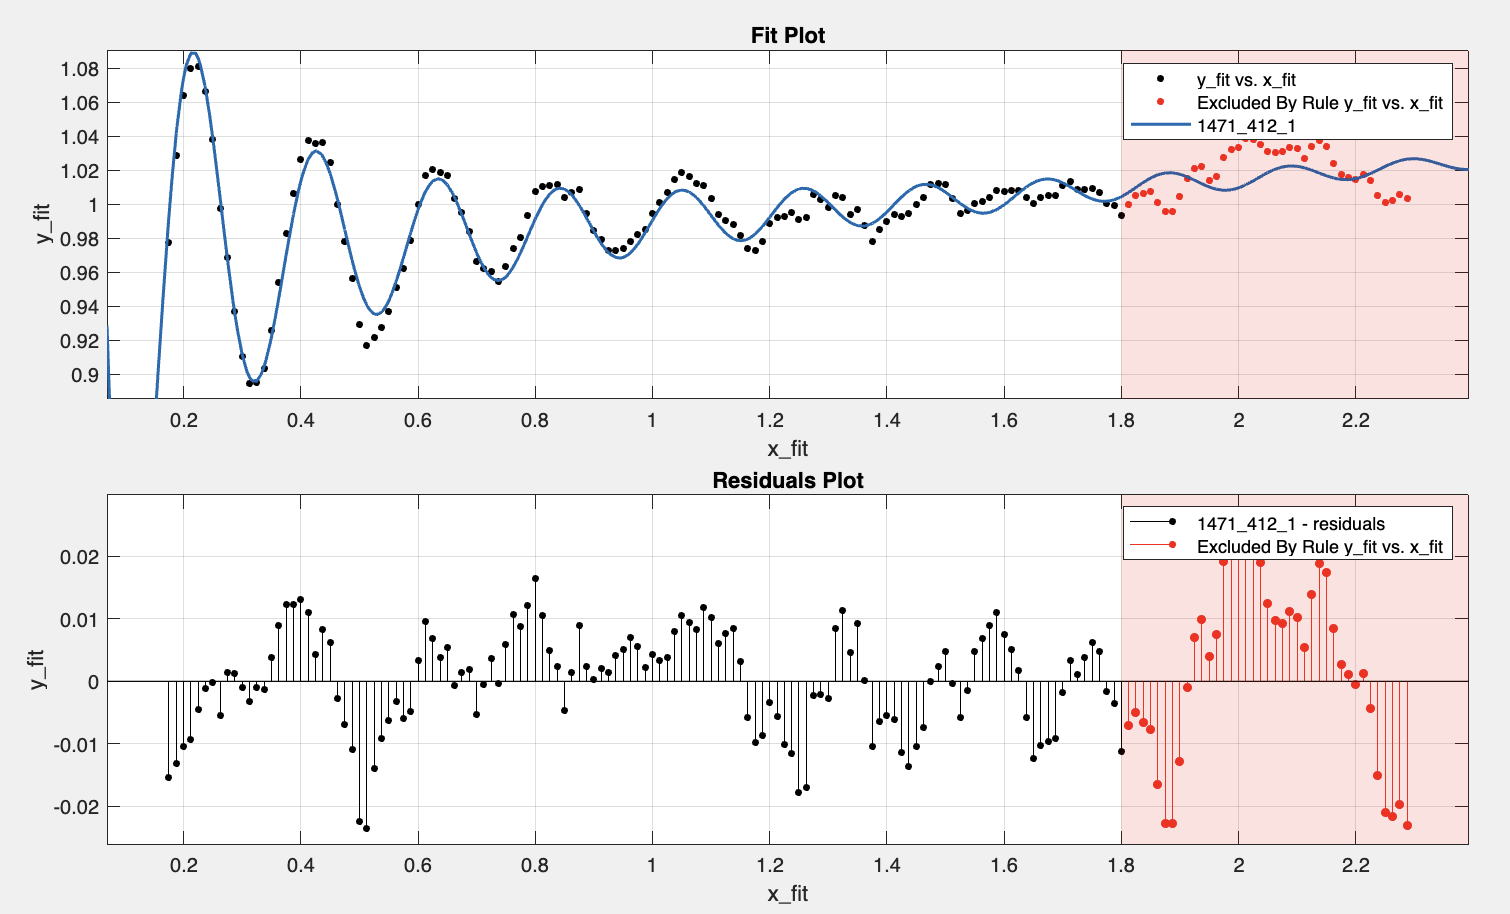 Fit Plot
1.08
1.06
1.04
1.02
1
0.98
0.96
0.94
0.92
0.9
y_fit
y_fit vs. x_fit
Excluded By Rule y_fit vs. x_fit
1471_412_1
0.2 0.4 0.6 0.8 1 1.2 1.4 1.6 1.8 2 2.2
x_fit
Residuals Plot
0.02
0.01
0
-0.01
-0.02
y_fit
1471_412_1 - residuals
Excluded By Rule y_fit vs. x_fit
0.2 0.4 0.6 0.8 1 1.2 1.4 1.6 1.8 2 2.2
x_fit